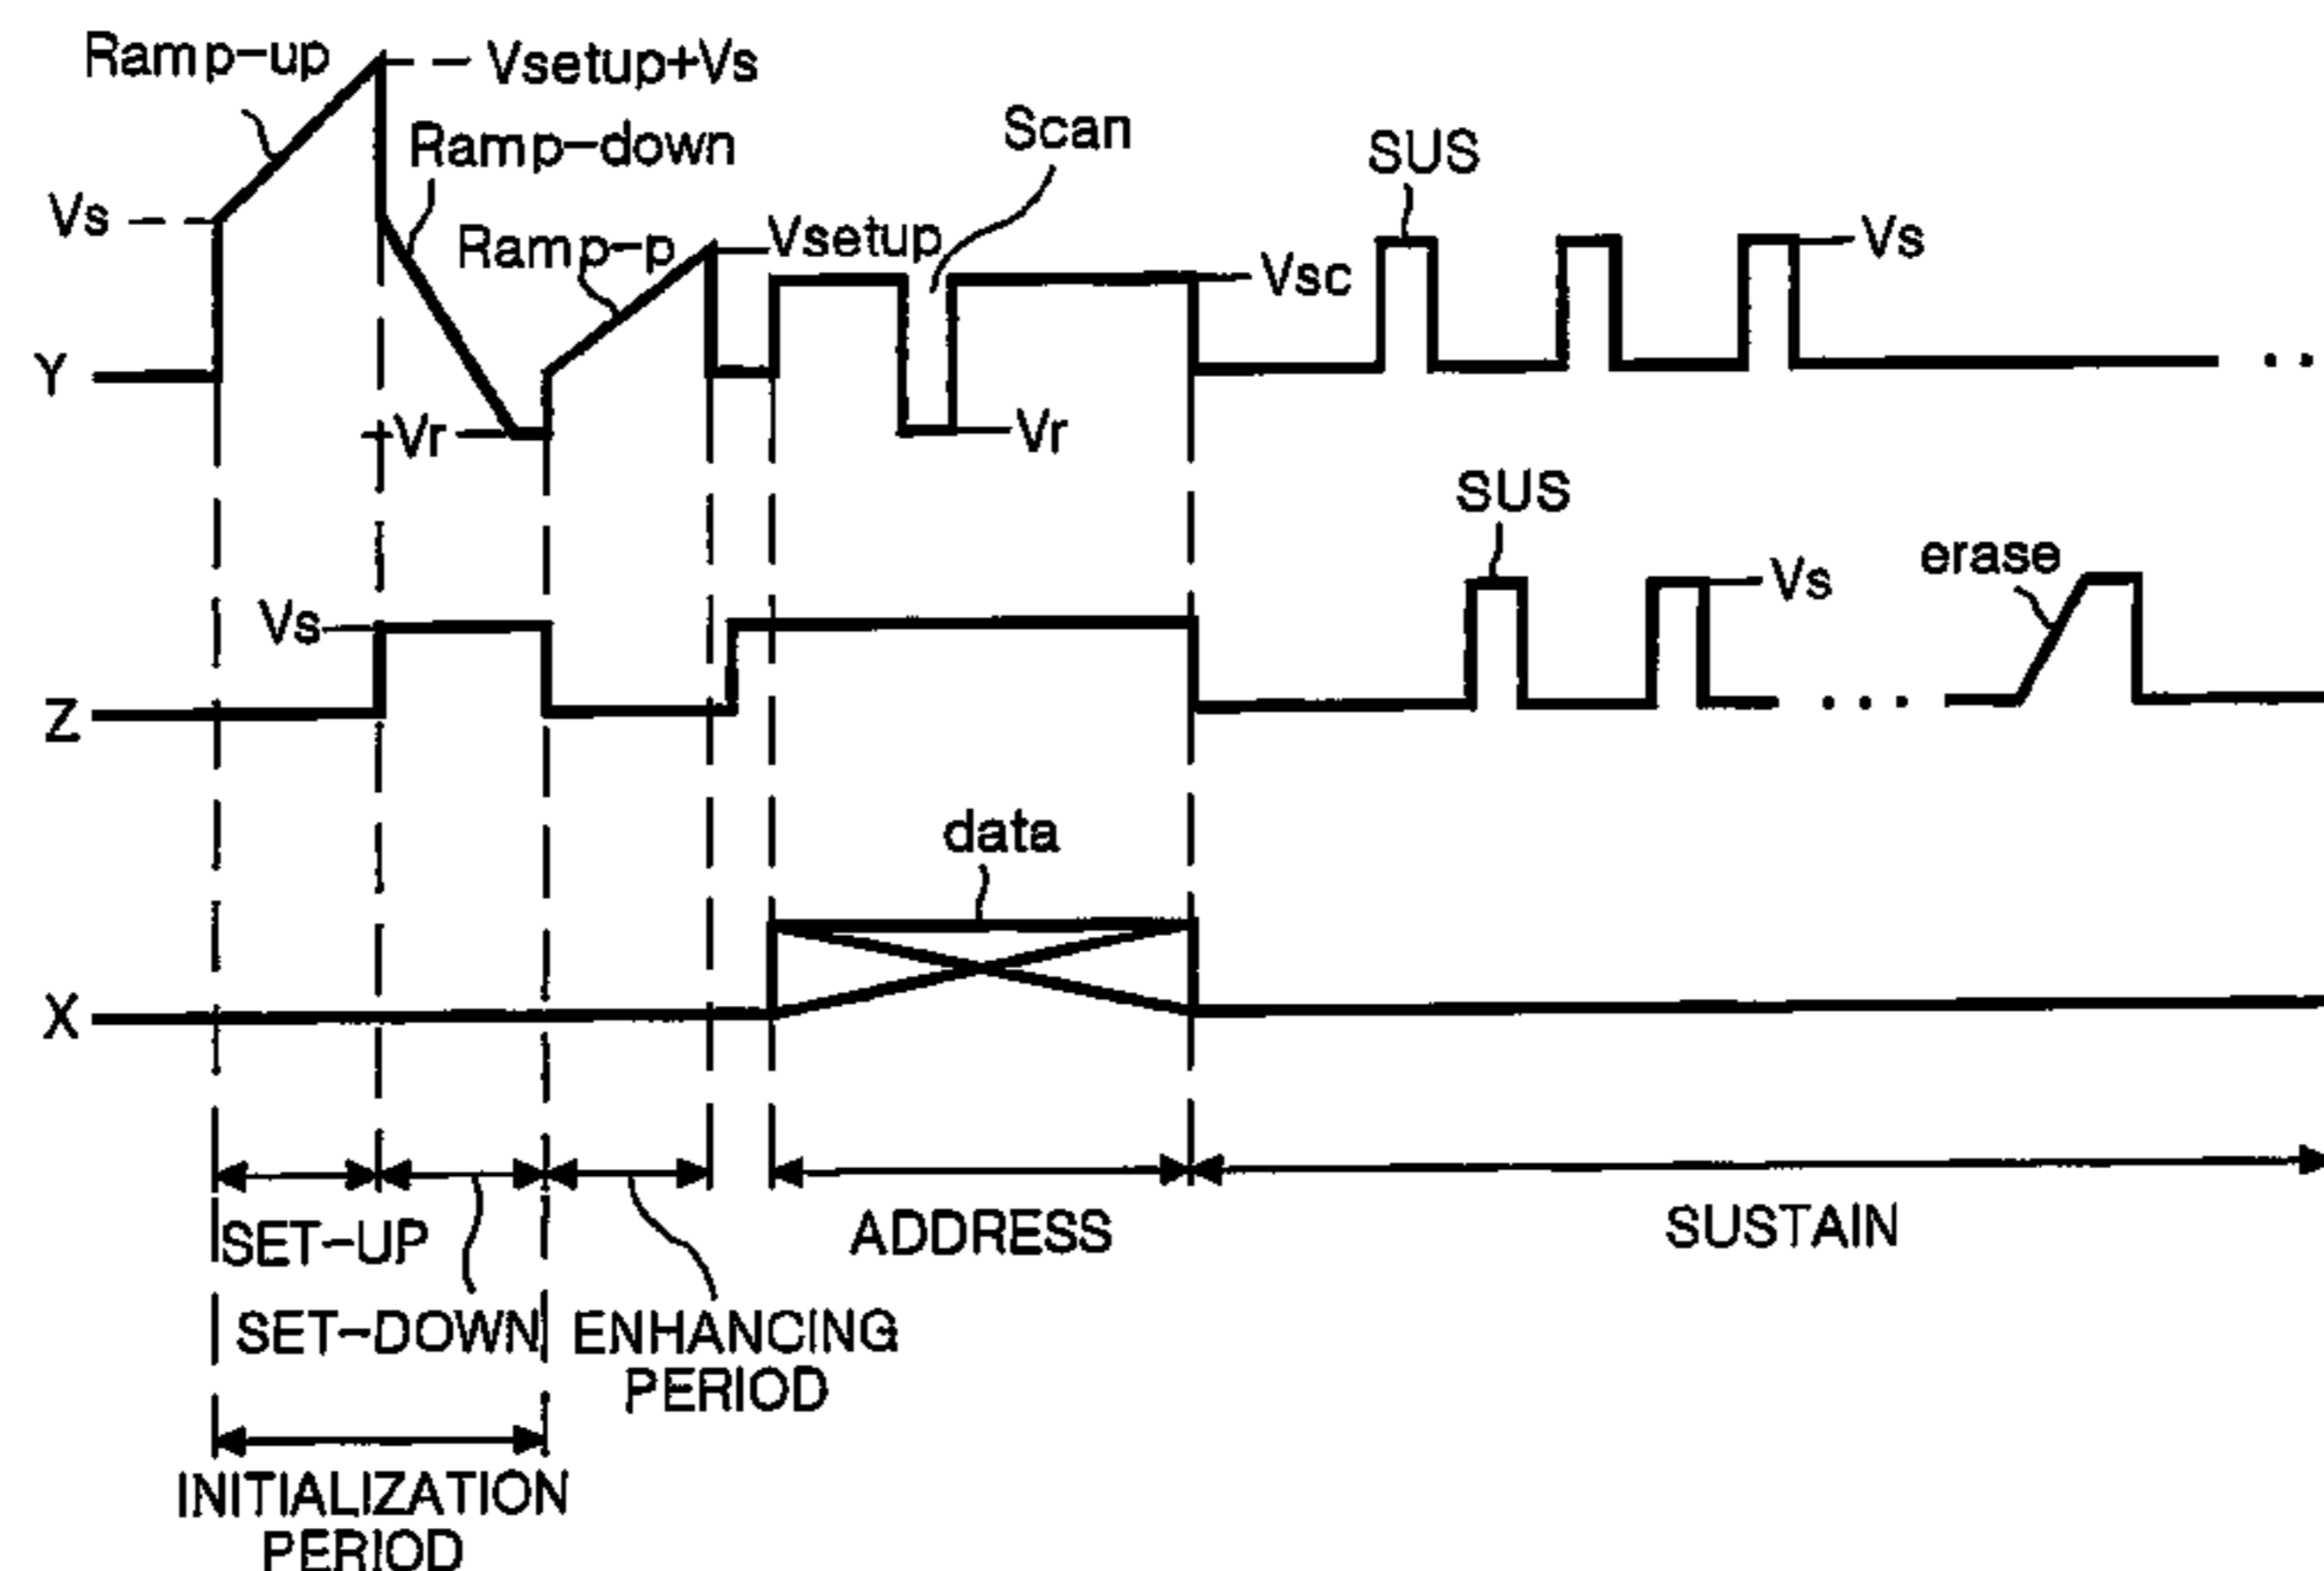 Ramp-up
Vsetup+Vs
Ramp-down
Scan
SUS
Vs
Ramp-p
Vsetup
Vsc
Vs
Y
Vr
Vr
SUS
Vs
erase
Vs
Z
data
X
SET-UP
ADDRESS
SUSTAIN
SET-DOWN
ENHANCING
PERIOD
INITIALIZATION
PERIOD